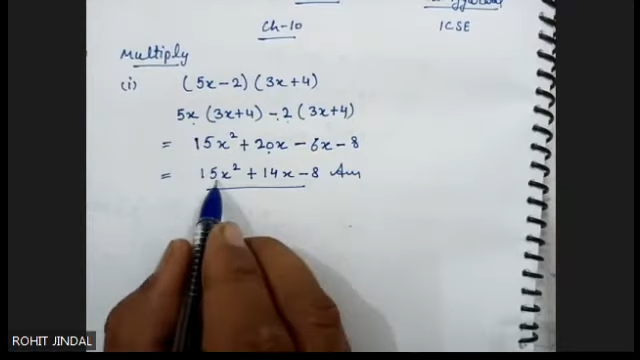 Ch-10
ICSE
Multiply
(i) (5x-2) (3x+4)
5x (3x+4) - 2 (3x+4)
= 15x² + 20x - 6x - 8
= 15x² + 14x - 8 Ans
ROHIT JINDAL